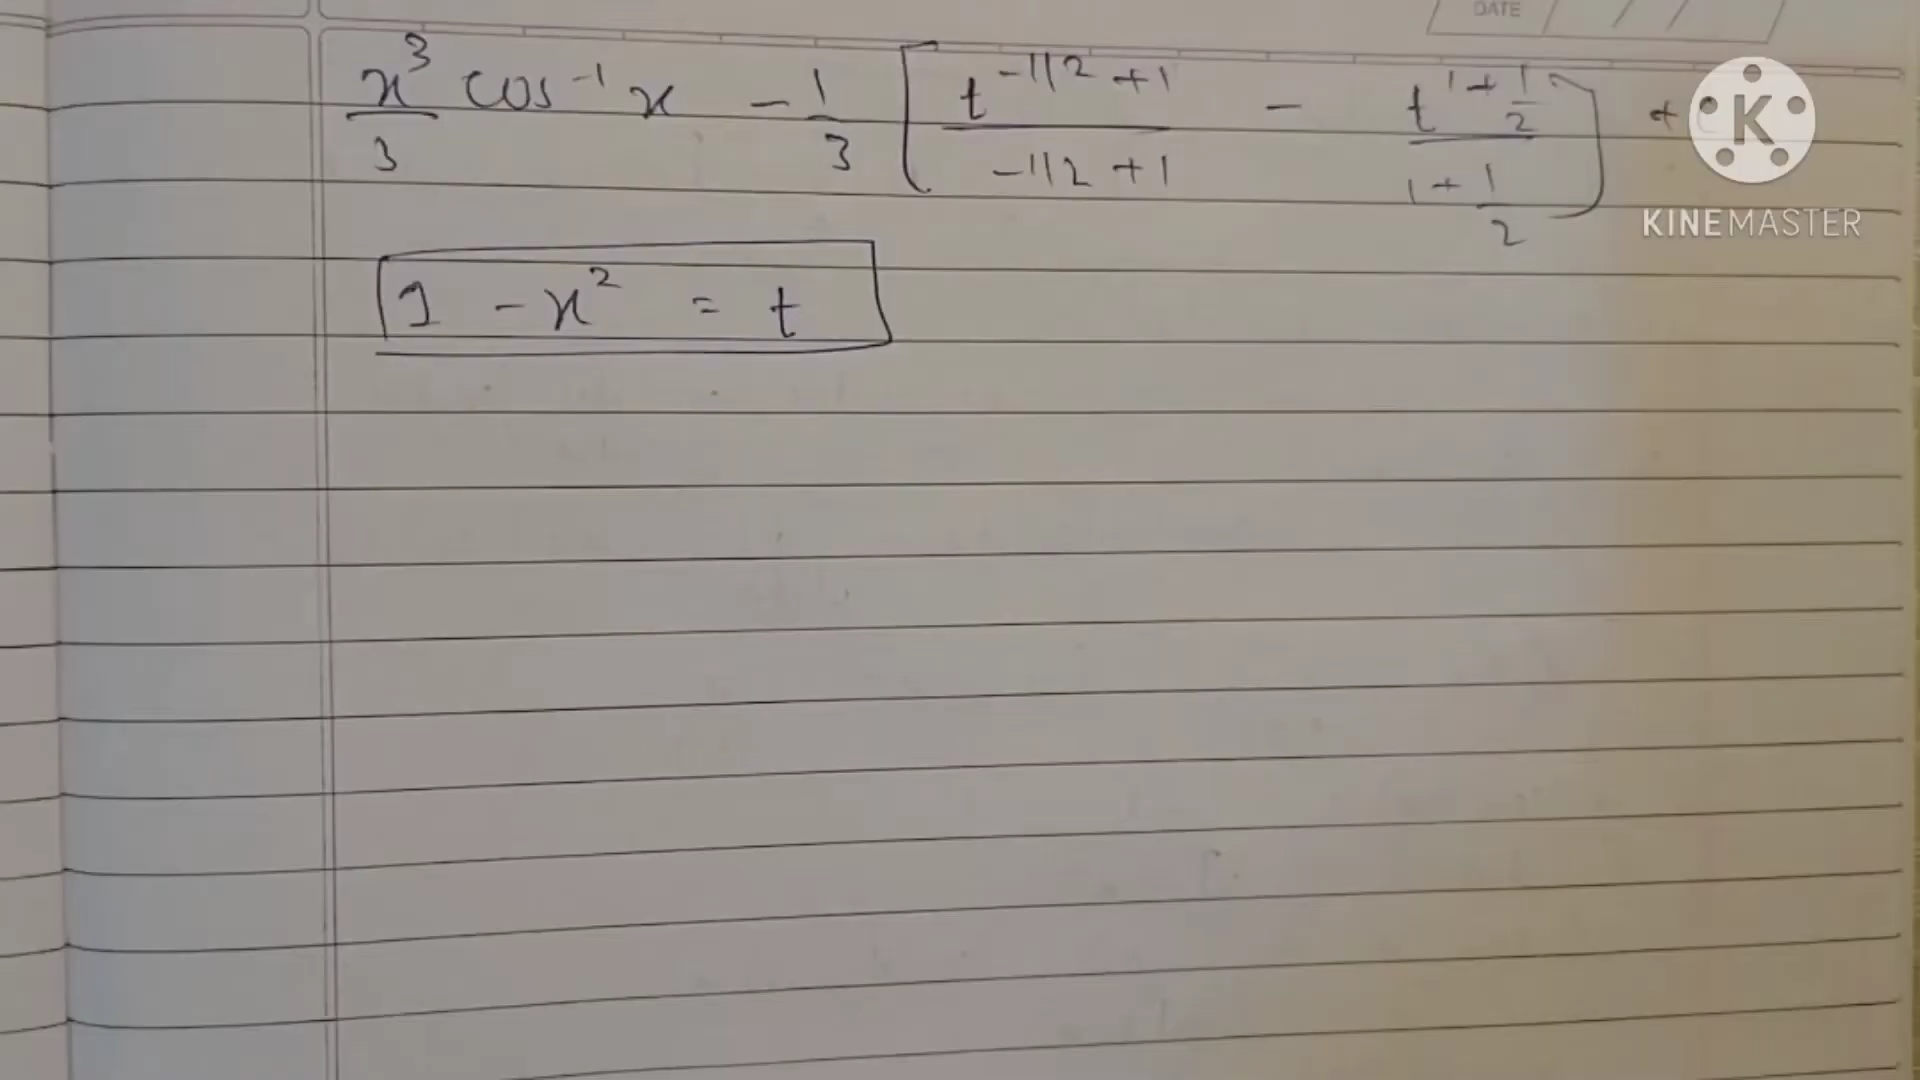 DATE / / /
x³/3 cos⁻¹ x - 1/3 [ t^(-1/2 + 1) / (-1/2 + 1) - t^(1 + 1/2) / (1 + 1/2) ] +
KINEMASTER
1 - x² = t